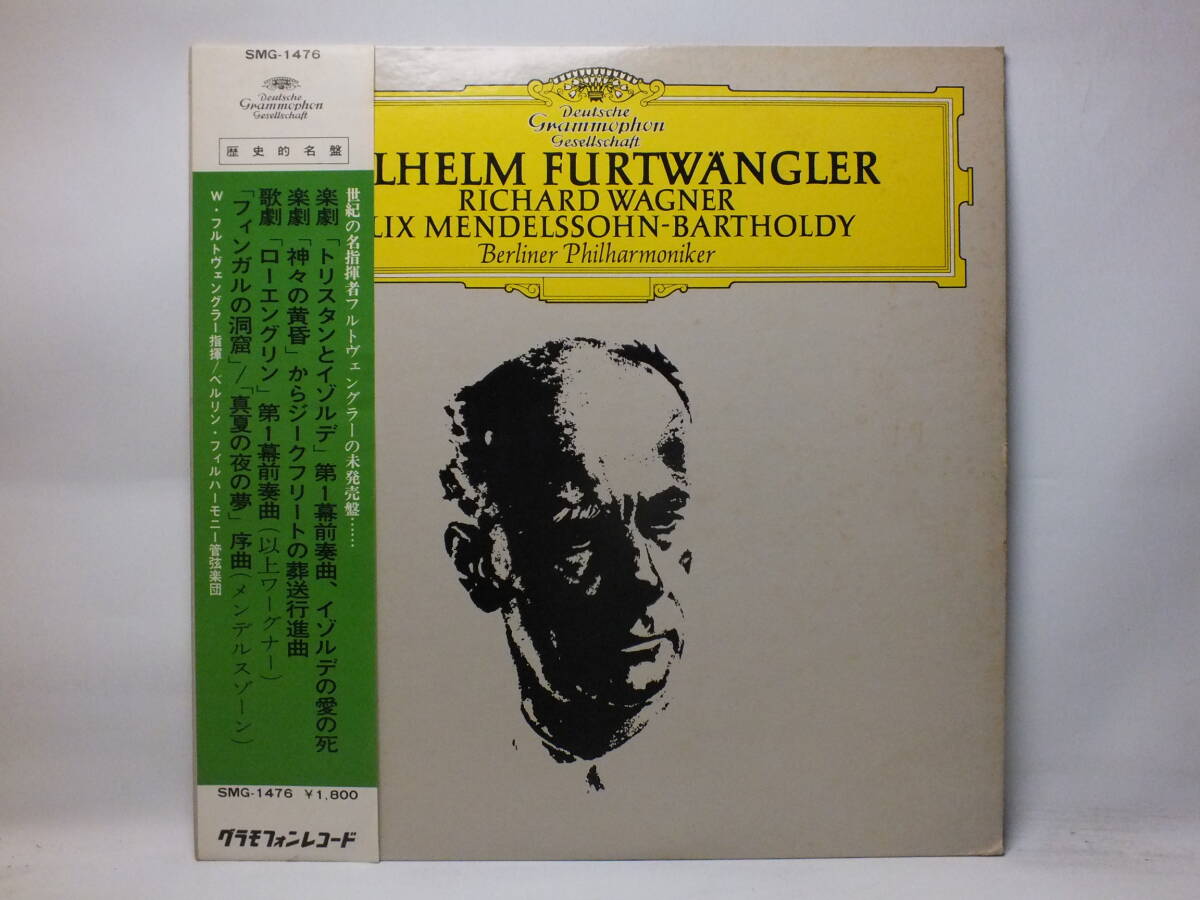 SMG-1476
Deutsche
Grammophon
Gesellschaft
歴史的名盤
世紀の名指揮者フルトヴェングラーの未発売盤……
楽劇「トリスタンとイゾルデ」第1幕前奏曲、イゾルデの愛の死
楽劇「神々の黄昏」からジークフリートの葬送行進曲
歌劇「ローエングリン」第1幕前奏曲(以上ワーグナー)
「フィンガルの洞窟」/「真夏の夜の夢」序曲(メンデルスゾーン)
W・フルトヴェングラー指揮/ベルリン・フィルハーモニー管弦楽団
SMG-1476 ¥1,800
グラモフォンレコード
Deutsche
Grammophon
Gesellschaft
LHELM FURTWÄNGLER
RICHARD WAGNER
LIX MENDELSSOHN-BARTHOLDY
Berliner Philharmoniker